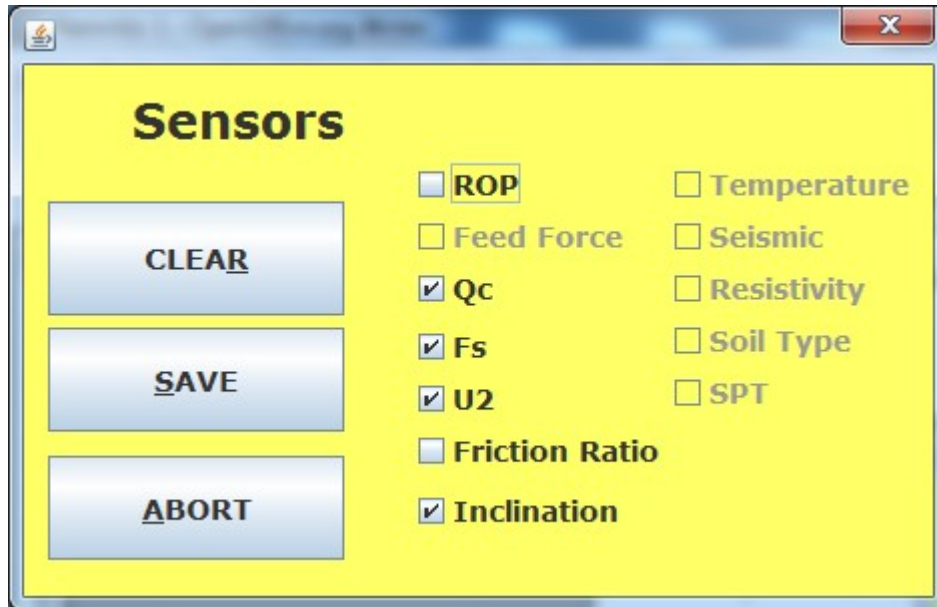 Sensors
CLEAR
SAVE
ABORT
ROP
Feed Force
Qc
Fs
U2
Friction Ratio
Inclination
Temperature
Seismic
Resistivity
Soil Type
SPT